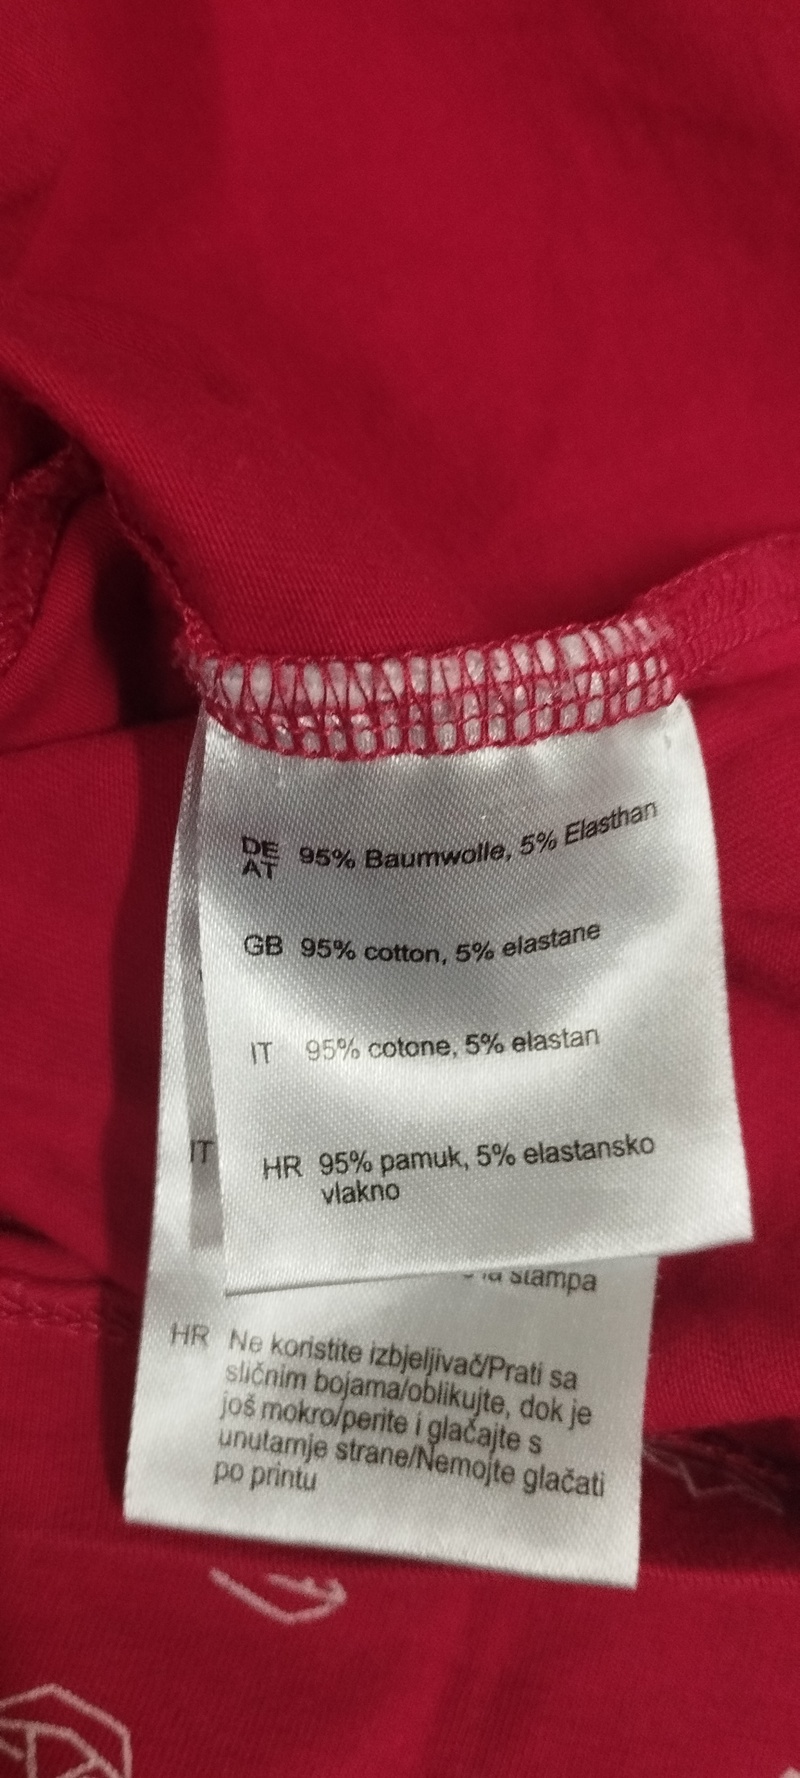 DE AT 95% Baumwolle, 5% Elasthan
GB 95% cotton, 5% elastane
IT 95% cotone, 5% elastan
HR 95% pamuk, 5% elastansko
vlakno
IT
la stampa
HR Ne koristite izbjeljivač/Prati sa
sličnim bojama/oblikujte, dok je
još mokro/perite i glačajte s
unutarnje strane/Nemojte glačati
po printu